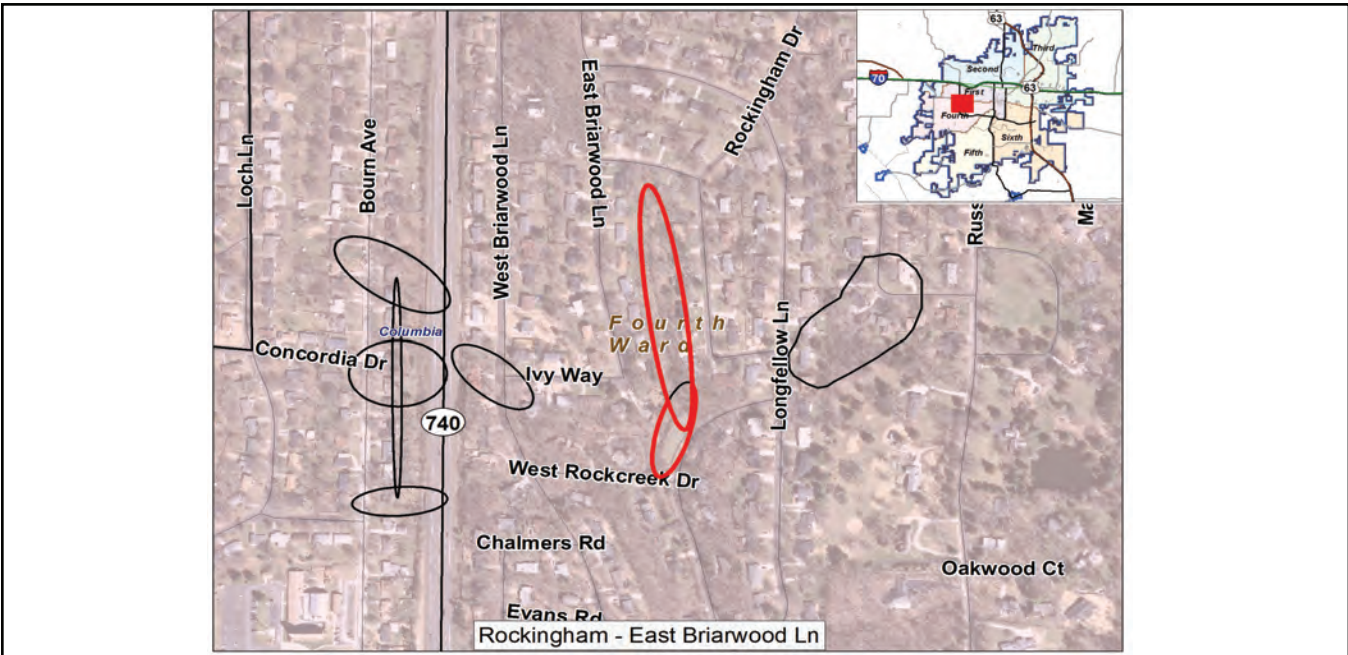 63
Third
Second
70
First
63
Fourth
Sixth
Fifth
Loch Ln
Bourn Ave
West Briarwood Ln
East Briarwood Ln
Rockingham Dr
Russ
Ma
Columbia
Fourth
Ward
Concordia Dr
Ivy Way
Longfellow Ln
740
West Rockcreek Dr
Chalmers Rd
Oakwood Ct
Evans Rd
Rockingham - East Briarwood Ln